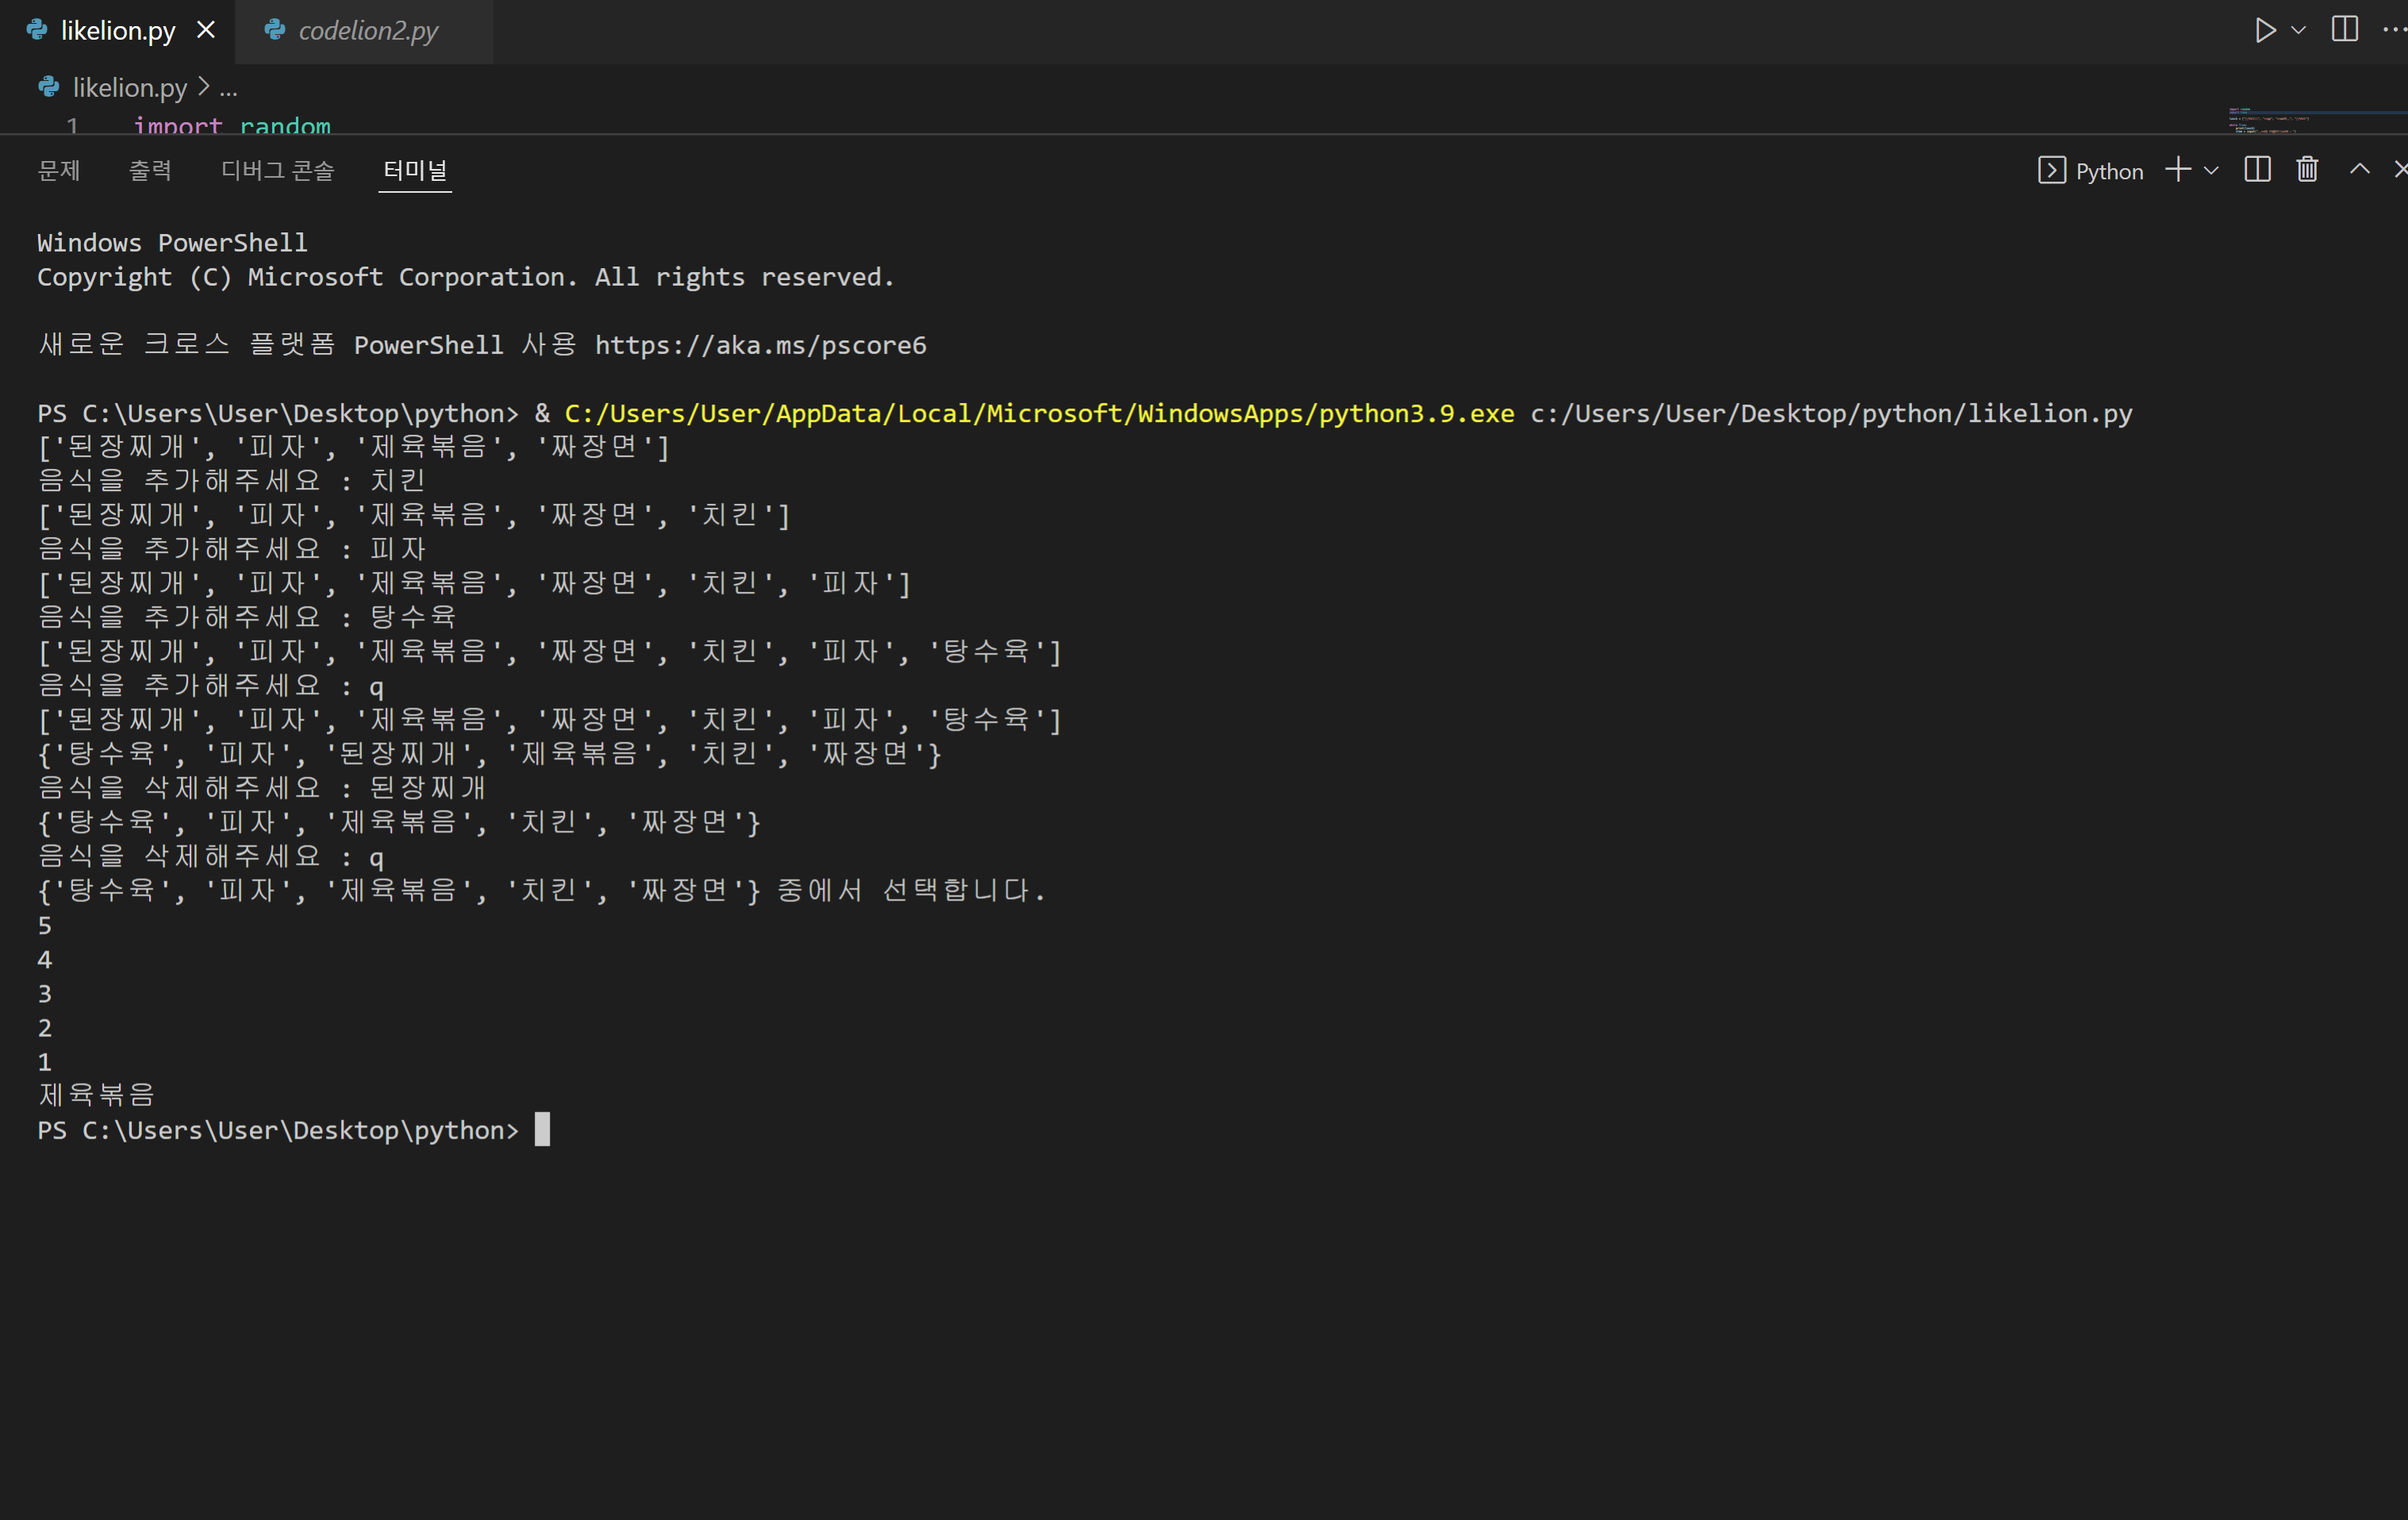 likelion.py
codelion2.py
likelion.py > ...
1 import random
문제 출력 디버그 콘솔 터미널 Python
Windows PowerShell
Copyright (C) Microsoft Corporation. All rights reserved.
새로운 크로스 플랫폼 PowerShell 사용 https://aka.ms/pscore6
PS C:\Users\User\Desktop\python> & C:/Users/User/AppData/Local/Microsoft/WindowsApps/python3.9.exe c:/Users/User/Desktop/python/likelion.py
['된장찌개', '피자', '제육볶음', '짜장면']
음식을 추가해주세요 : 치킨
['된장찌개', '피자', '제육볶음', '짜장면', '치킨']
음식을 추가해주세요 : 피자
['된장찌개', '피자', '제육볶음', '짜장면', '치킨', '피자']
음식을 추가해주세요 : 탕수육
['된장찌개', '피자', '제육볶음', '짜장면', '치킨', '피자', '탕수육']
음식을 추가해주세요 : q
['된장찌개', '피자', '제육볶음', '짜장면', '치킨', '피자', '탕수육']
{'탕수육', '피자', '된장찌개', '제육볶음', '치킨', '짜장면'}
음식을 삭제해주세요 : 된장찌개
{'탕수육', '피자', '제육볶음', '치킨', '짜장면'}
음식을 삭제해주세요 : q
{'탕수육', '피자', '제육볶음', '치킨', '짜장면'} 중에서 선택합니다.
5
4
3
2
1
제육볶음
PS C:\Users\User\Desktop\python>